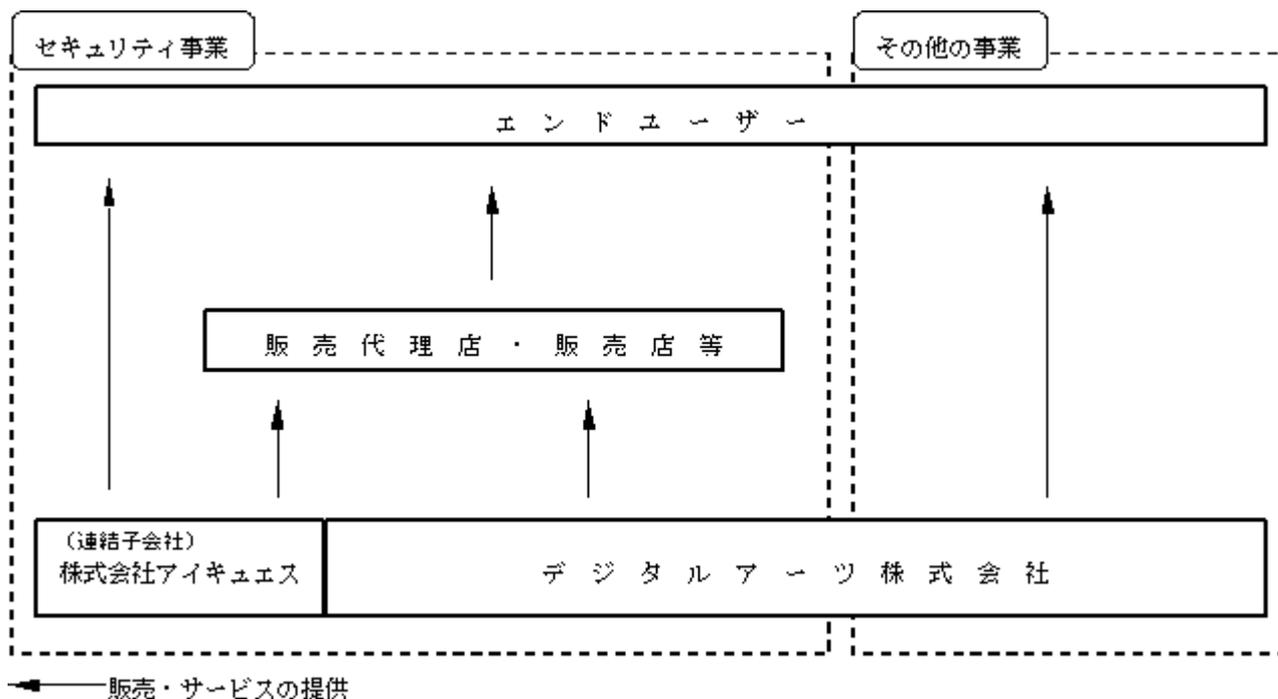 セキュリティ事業
その他の事業
エンドユーザー
販売代理店・販売店等
(連結子会社)
株式会社アイキュエス
デジタルアーツ株式会社
販売・サービスの提供